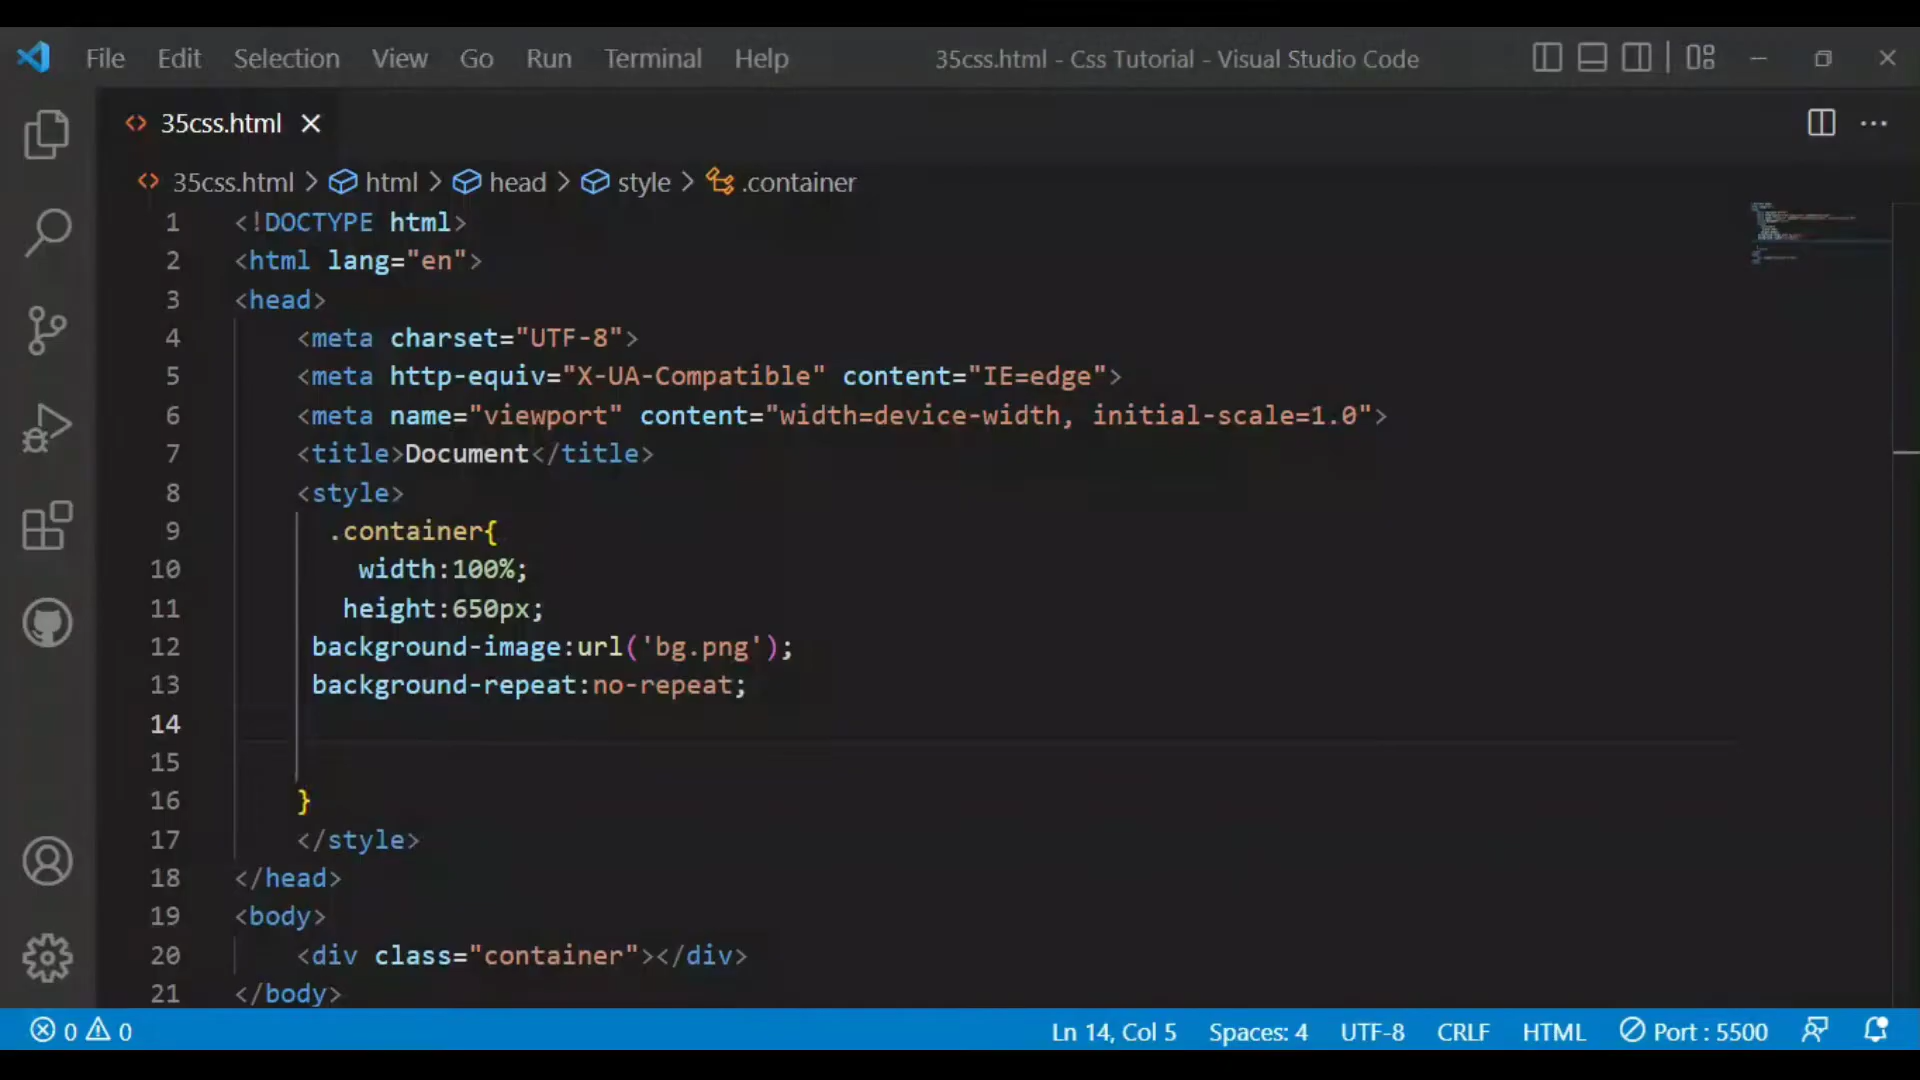 File Edit Selection View Go Run Terminal Help 35css.html - Css Tutorial - Visual Studio Code
35css.html
35css.html > html > head > style > .container
1 <!DOCTYPE html>
2 <html lang="en">
3 <head>
4 <meta charset="UTF-8">
5 <meta http-equiv="X-UA-Compatible" content="IE=edge">
6 <meta name="viewport" content="width=device-width, initial-scale=1.0">
7 <title>Document</title>
8 <style>
9 .container{
10 width:100%;
11 height:650px;
12 background-image:url('bg.png');
13 background-repeat:no-repeat;
14
15
16 }
17 </style>
18 </head>
19 <body>
20 <div class="container"></div>
21 </body>
0 0 Ln 14, Col 5 Spaces: 4 UTF-8 CRLF HTML Port : 5500